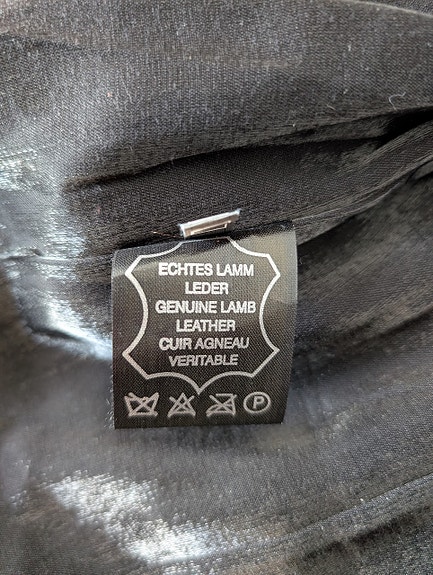 ECHTES LAMM
LEDER
GENUINE LAMB
LEATHER
CUIR AGNEAU
VERITABLE
P